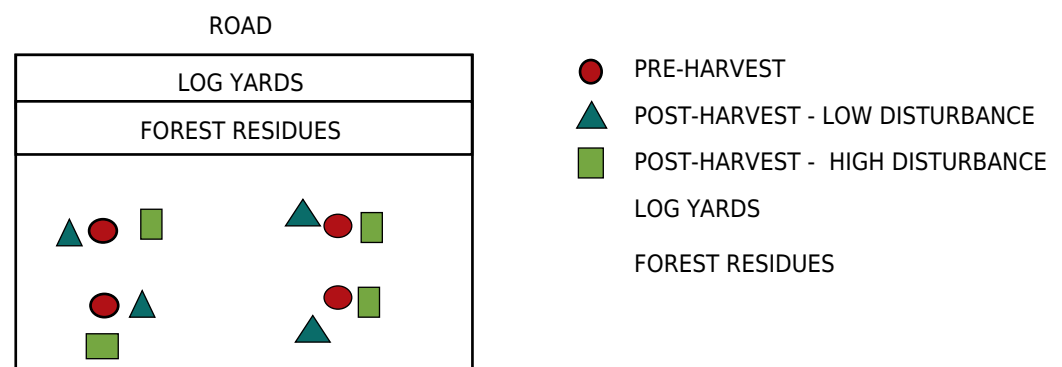 ROAD
LOG YARDS
FOREST RESIDUES
PRE-HARVEST
POST-HARVEST - LOW DISTURBANCE
POST-HARVEST - HIGH DISTURBANCE
LOG YARDS
FOREST RESIDUES